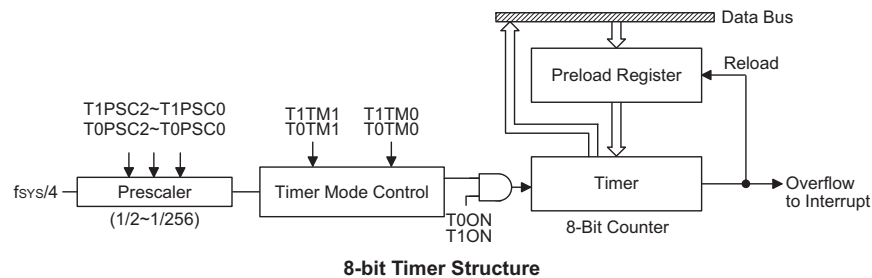 Data Bus
Preload Register
Reload
T1PSC2~T1PSC0
T0PSC2~T0PSC0
T1TM1
T0TM1
T1TM0
T0TM0
fSYS/4
Prescaler
(1/2~1/256)
Timer Mode Control
T0ON
T1ON
Timer
8-Bit Counter
Overflow
to Interrupt
8-bit Timer Structure